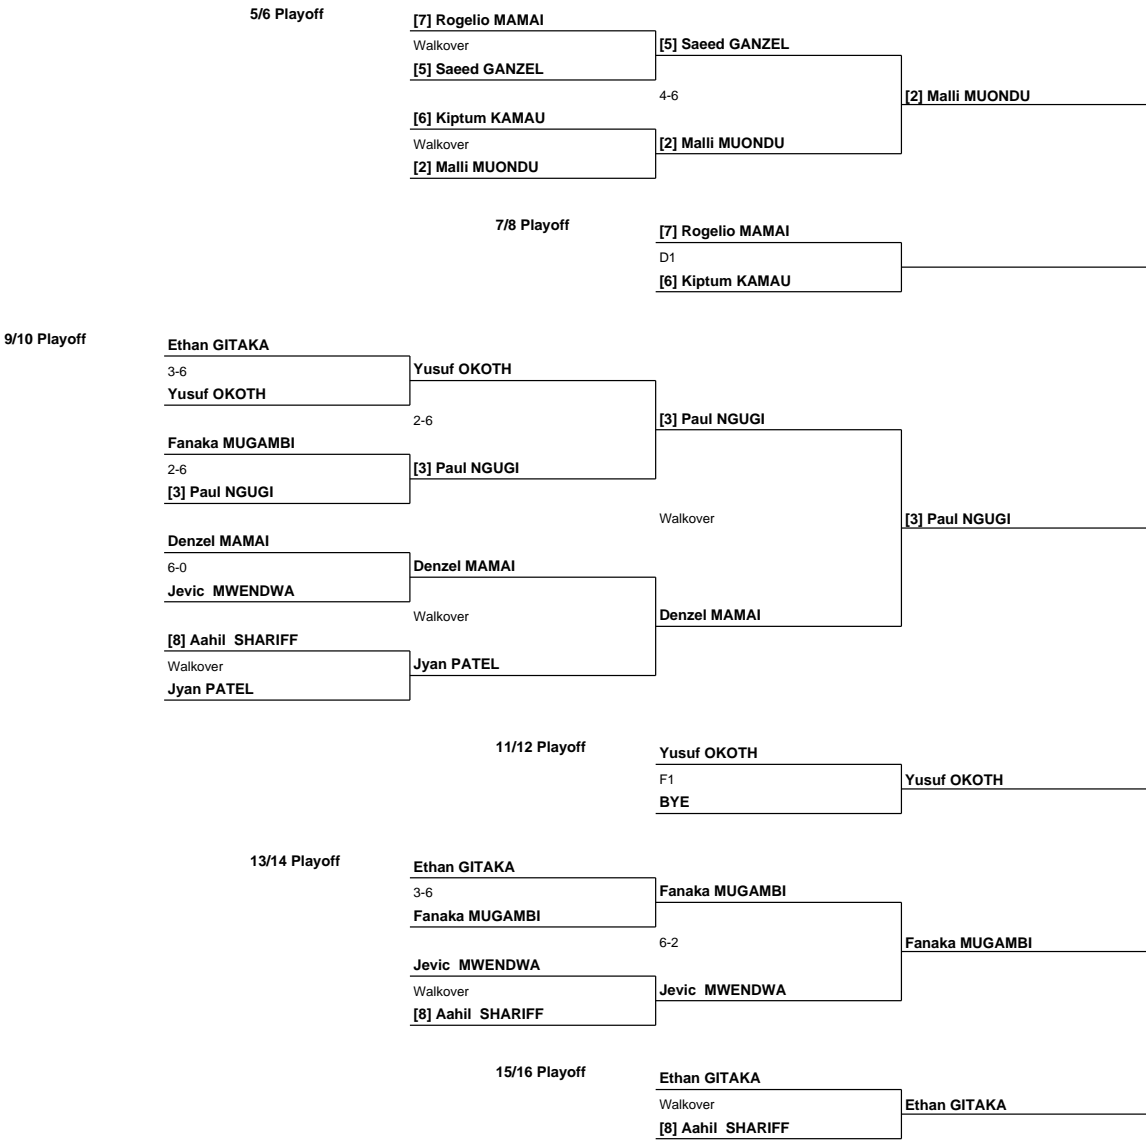 5/6 Playoff
[7] Rogelio MAMAI
Walkover
[5] Saeed GANZEL
[5] Saeed GANZEL
4-6
[2] Malli MUONDU
[6] Kiptum KAMAU
Walkover
[2] Malli MUONDU
[2] Malli MUONDU
7/8 Playoff
[7] Rogelio MAMAI
D1
[6] Kiptum KAMAU
9/10 Playoff
Ethan GITAKA
3-6
Yusuf OKOTH
Yusuf OKOTH
2-6
[3] Paul NGUGI
Fanaka MUGAMBI
2-6
[3] Paul NGUGI
[3] Paul NGUGI
Walkover
[3] Paul NGUGI
Denzel MAMAI
6-0
Denzel MAMAI
Jevic MWENDWA
Walkover
Denzel MAMAI
[8] Aahil SHARIFF
Walkover
Jyan PATEL
Jyan PATEL
11/12 Playoff
Yusuf OKOTH
F1
Yusuf OKOTH
BYE
13/14 Playoff
Ethan GITAKA
3-6
Fanaka MUGAMBI
Fanaka MUGAMBI
6-2
Fanaka MUGAMBI
Jevic MWENDWA
Walkover
Jevic MWENDWA
[8] Aahil SHARIFF
15/16 Playoff
Ethan GITAKA
Walkover
Ethan GITAKA
[8] Aahil SHARIFF